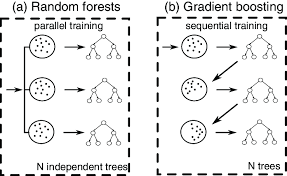 (a) Random forests
parallel training
N independent trees
(b) Gradient boosting
sequential training
N trees